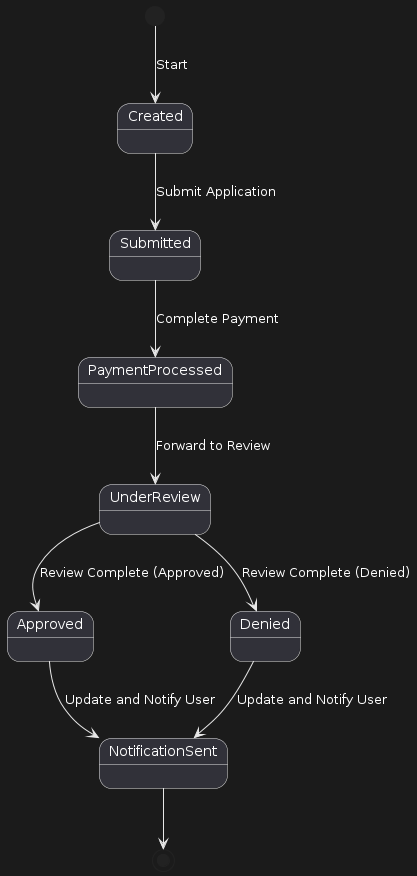 Start
Created
Submit Application
Submitted
Complete Payment
PaymentProcessed
Forward to Review
UnderReview
Review Complete (Approved)
Review Complete (Denied)
Approved
Denied
Update and Notify User
Update and Notify User
NotificationSent